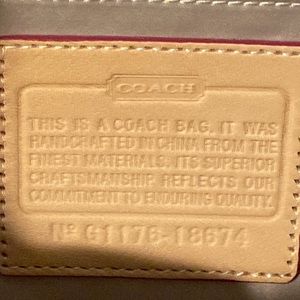 COACH
THIS IS A COACH BAG. IT WAS
HANDCRAFTED IN CHINA FROM THE
FINEST MATERIALS. ITS SUPERIOR
CRAFTSMANSHIP REFLECTS OUR
COMMITMENT TO ENDURING QUALITY.
Nº G1176-18674